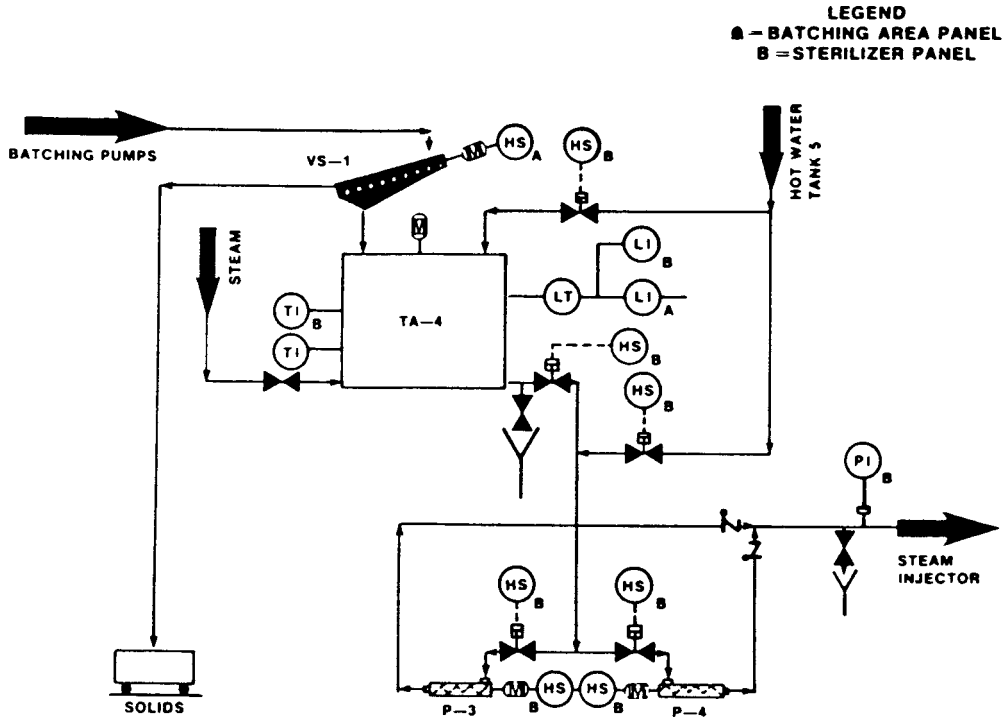 LEGEND
A = BATCHING AREA PANEL
B = STERILIZER PANEL
BATCHING PUMPS
VS-1
M
HS
A
HS
B
HOT WATER
TANK 5
STEAM
M
LI
B
TI
B
TA-4
LT
LI
A
TI
HS
B
HS
B
PI
B
STEAM
INJECTOR
HS
B
HS
B
SOLIDS
P-3
M
HS
B
HS
B
M
P-4